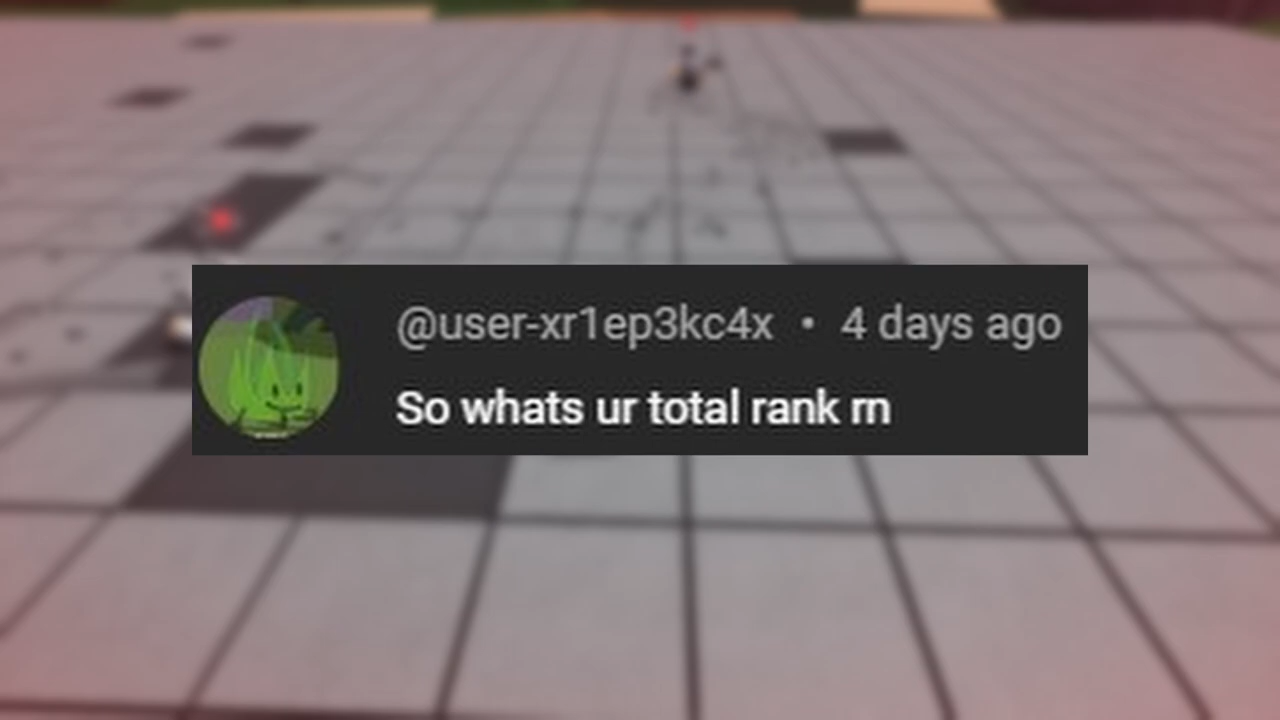 @user-xr1ep3kc4x • 4 days ago
So whats ur total rank rn